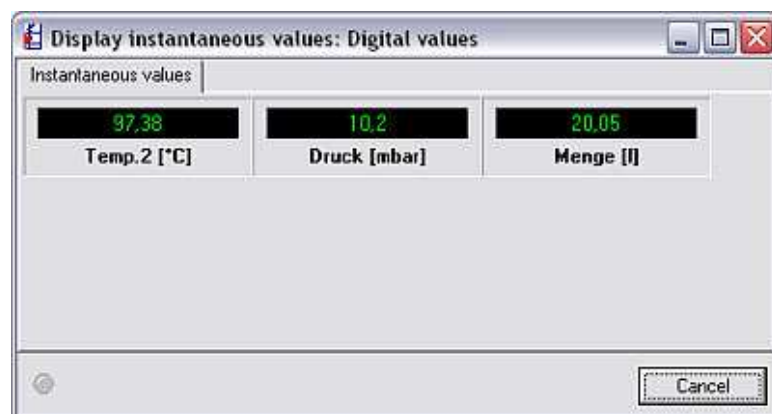 Display instantaneous values: Digital values
Instantaneous values
97,38 10,2 20,05
Temp.2 [°C] Druck [mbar] Menge [l]
Cancel